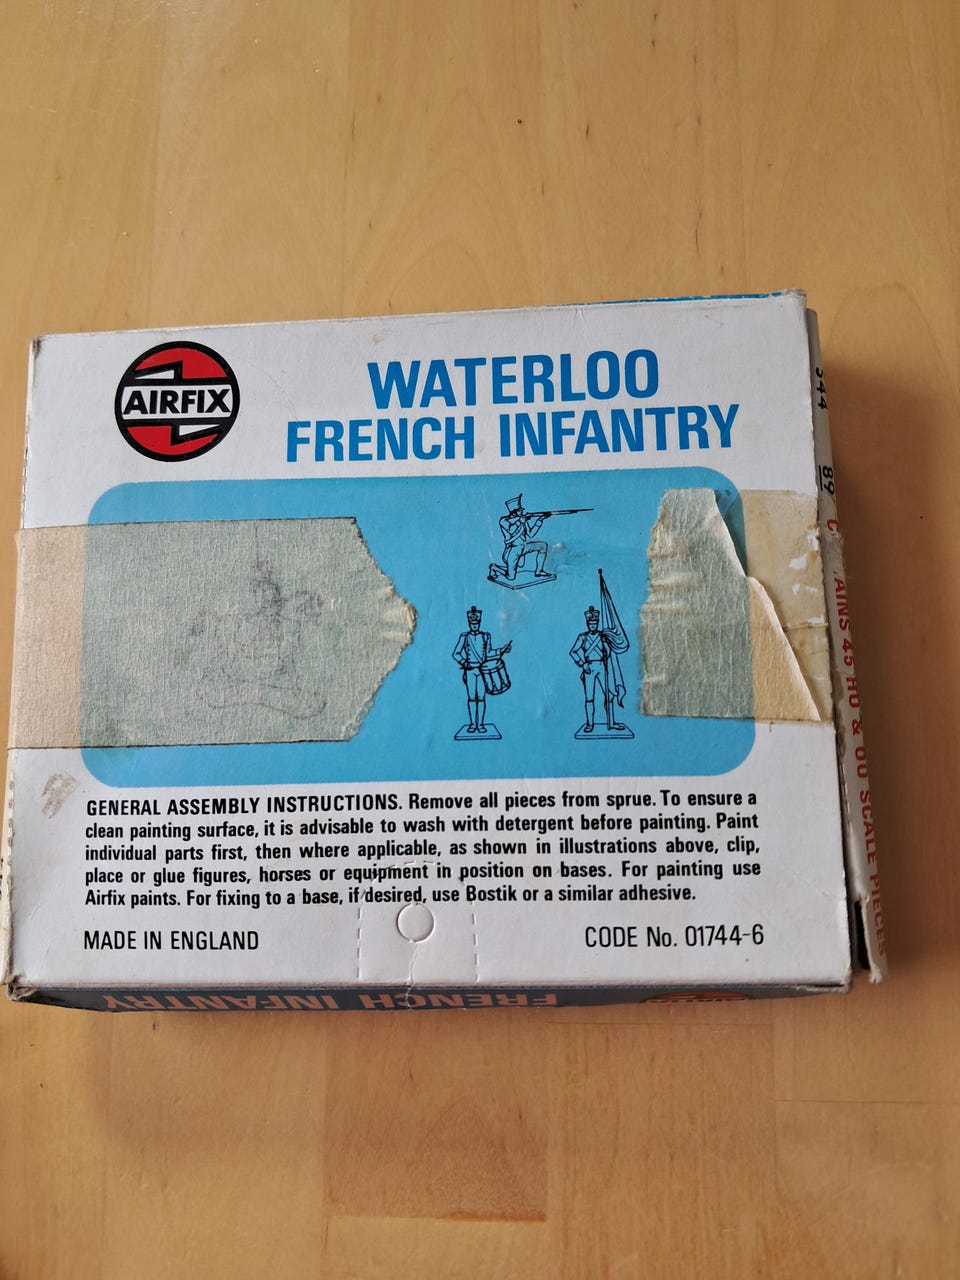 AIRFIX
WATERLOO
FRENCH INFANTRY
GENERAL ASSEMBLY INSTRUCTIONS. Remove all pieces from sprue. To ensure a
clean painting surface, it is advisable to wash with detergent before painting. Paint
individual parts first, then where applicable, as shown in illustrations above, clip,
place or glue figures, horses or equipment in position on bases. For painting use
Airfix paints. For fixing to a base, if desired, use Bostik or a similar adhesive.
MADE IN ENGLAND
CODE No. 01744-6
FRENCH INFANTRY
AIRFIX
89
45 HO & OO SCALE PIECES